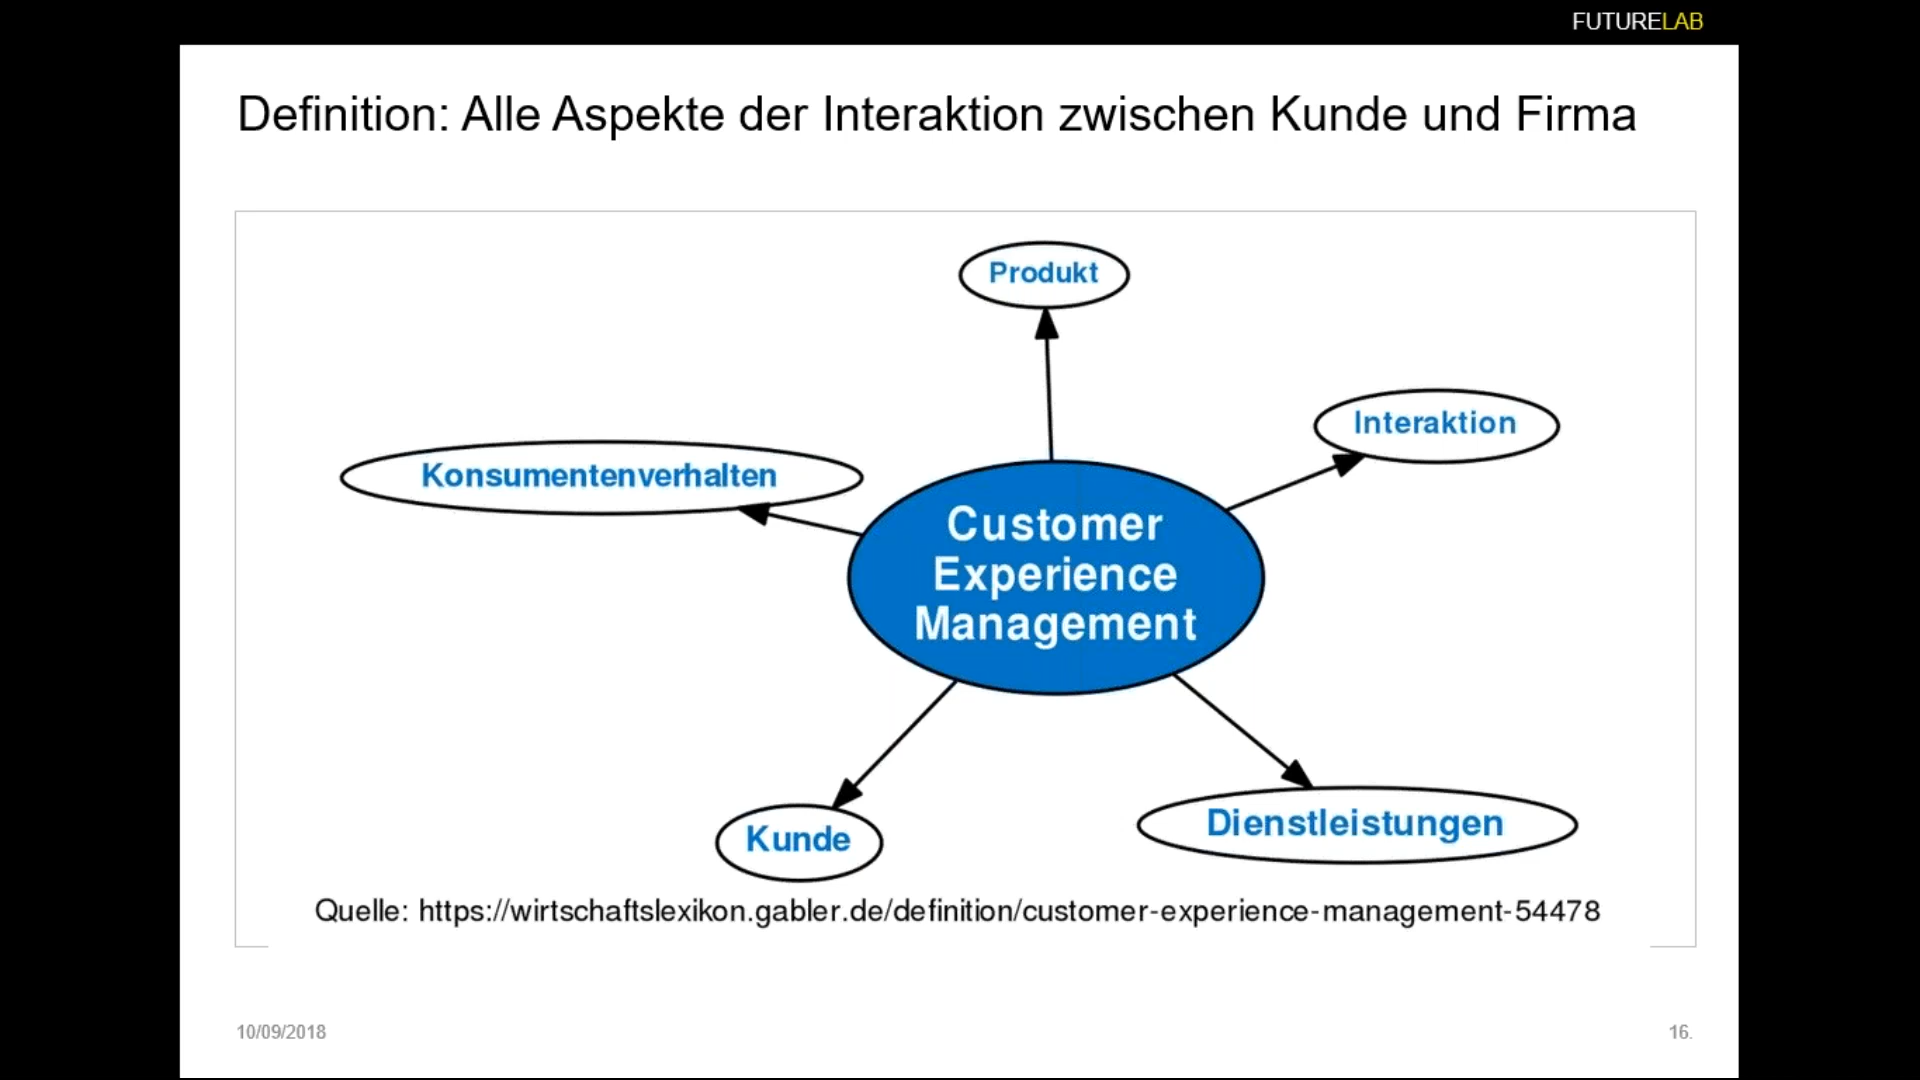 FUTURELAB
Definition: Alle Aspekte der Interaktion zwischen Kunde und Firma
Produkt
Interaktion
Konsumentenverhalten
Customer
Experience
Management
Kunde
Dienstleistungen
Quelle: https://wirtschaftslexikon.gabler.de/definition/customer-experience-management-54478
10/09/2018
16.